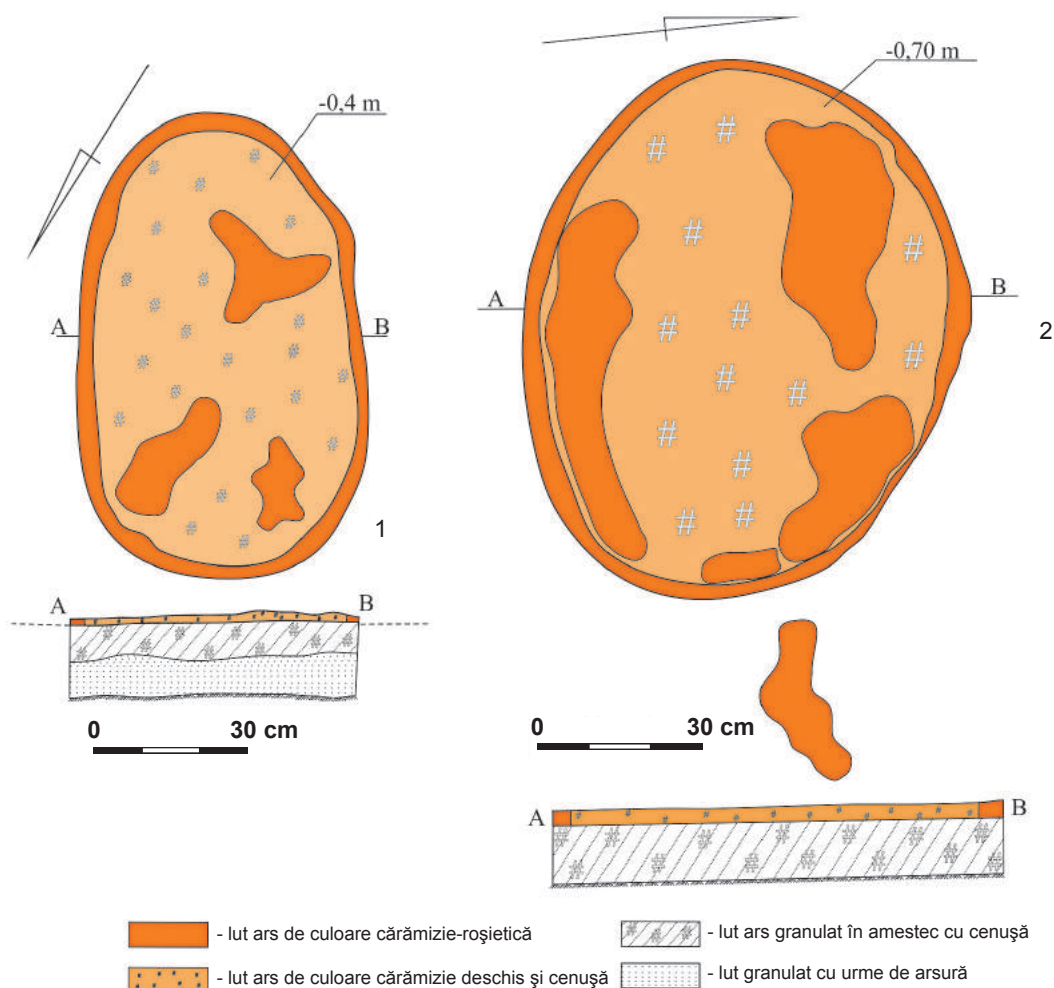 -0,4 m
A B
1
A B
0 30 cm
-0,70 m
A B
2
0 30 cm
A B
- lut ars de culoare cărămizie-roşietică
- lut ars de culoare cărămizie deschis şi cenuşă
- lut ars granulat în amestec cu cenuşă
- lut granulat cu urme de arsură